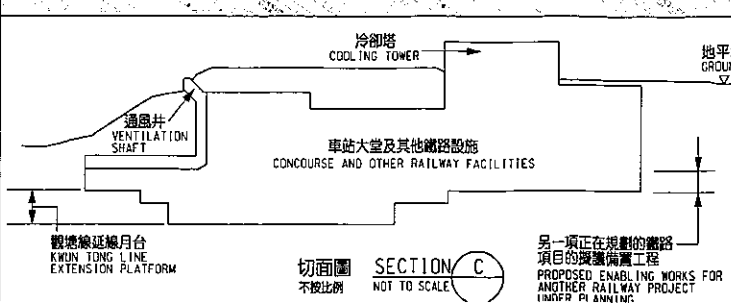 冷卻塔
COOLING TOWER
地平
GROUN
通風井
VENTILATION
SHAFT
車站大堂及其他鐵路設施
CONCOURSE AND OTHER RAILWAY FACILITIES
觀塘線延線月台
KWUN TONG LINE
EXTENSION PLATFORM
切面圖
不按比例
SECTION C
NOT TO SCALE
另一項正在規劃的鐵路
項目的擬議備置工程
PROPOSED ENABLING WORKS FOR
ANOTHER RAILWAY PROJECT
UNDER PLANNING